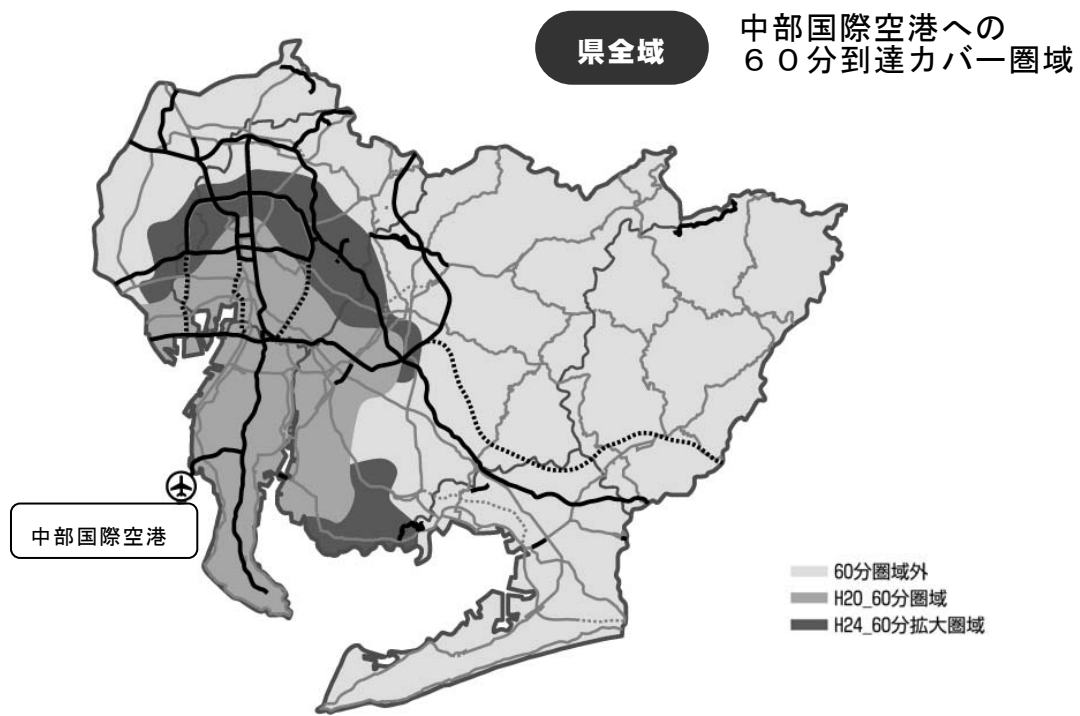 県全域
中部国際空港への
６０分到達カバー圏域
中部国際空港
60分圏域外
H20_60分圏域
H24_60分拡大圏域